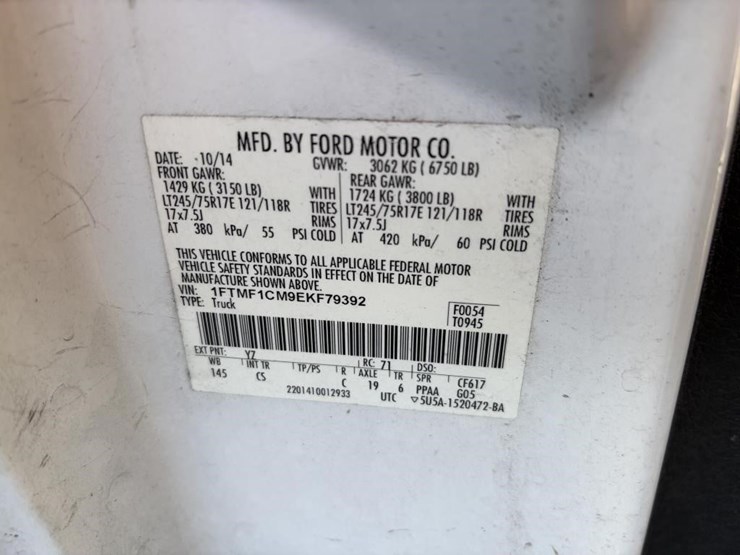 MFD. BY FORD MOTOR CO.
DATE: -10/14 GVWR: 3062 KG ( 6750 LB)
FRONT GAWR: REAR GAWR:
1429 KG ( 3150 LB) WITH 1724 KG ( 3800 LB) WITH
LT245/75R17E 121/118R TIRES LT245/75R17E 121/118R TIRES
17x7.5J RIMS 17x7.5J RIMS
AT 380 kPa/ 55 PSI COLD AT 420 kPa/ 60 PSI COLD
THIS VEHICLE CONFORMS TO ALL APPLICABLE FEDERAL MOTOR
VEHICLE SAFETY STANDARDS IN EFFECT ON THE DATE OF
MANUFACTURE SHOWN ABOVE.
VIN: 1FTMF1CM9EKF79392 F0054
TYPE: Truck T0945
EXT PNT: YZ RC: 71 DSO:
WB INT TR TP/PS R AXLE TR SPR CF617
145 CS C 19 6 PPAA G05
2201410012933 UTC ▽5U5A-1520472-BA